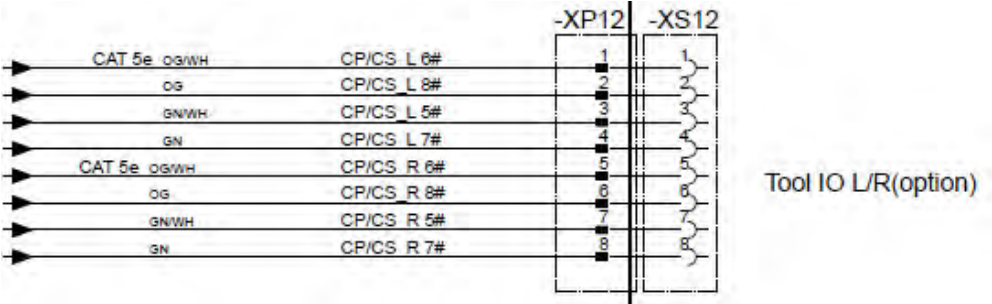 -XP12 -XS12
CAT 5e OG/WH CP/CS_L 6# 1 1
OG CP/CS_L 8# 2 2
GN/WH CP/CS_L 5# 3 3
GN CP/CS_L 7# 4 4
CAT 5e OG/WH CP/CS_R 6# 5 5
Tool IO L/R(option)
OG CP/CS_R 8# 6 6
GN/WH CP/CS_R 5# 7 7
GN CP/CS_R 7# 8 8